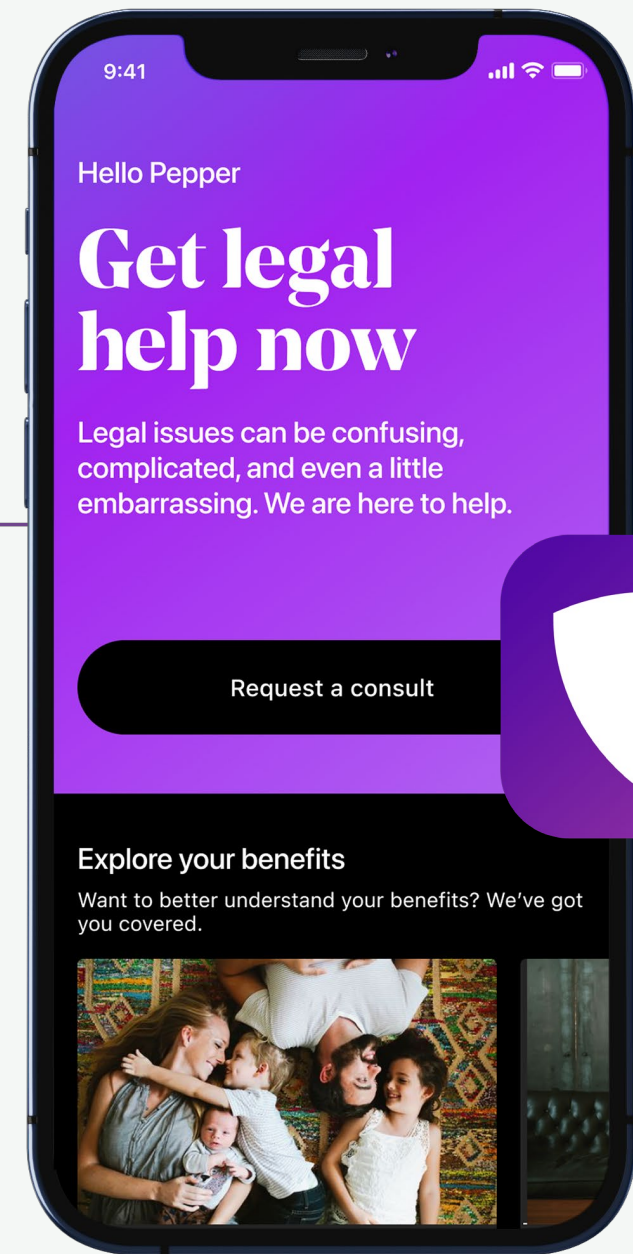 9:41
Hello Pepper
Get legal
help now
Legal issues can be confusing,
complicated, and even a little
embarrassing. We are here to help.
Request a consult
Explore your benefits
Want to better understand your benefits? We’ve got
you covered.